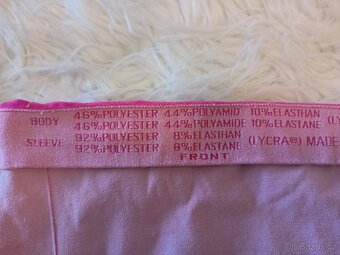 46%POLYESTER 44%POLYAMID 10%ELASTHAN
BODY 46%POLYESTER 44%POLYAMIDE 10% ELASTANE (LY
92%POLYESTER 8%ELASTHAN
SLEEVE 92%POLYESTER 8%ELASTANE (LYCRA®) MADE
FRONT